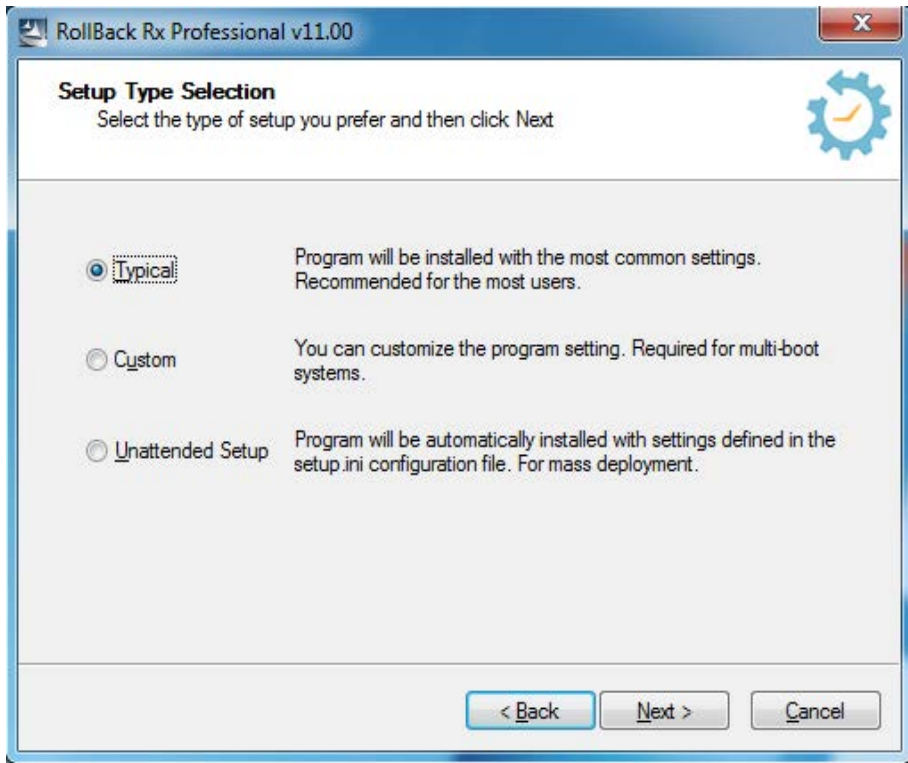 RollBack Rx Professional v11.00
Setup Type Selection
Select the type of setup you prefer and then click Next
Typical
Program will be installed with the most common settings.
Recommended for the most users.
Custom
You can customize the program setting. Required for multi-boot
systems.
Unattended Setup
Program will be automatically installed with settings defined in the
setup.ini configuration file. For mass deployment.
< Back
Next >
Cancel